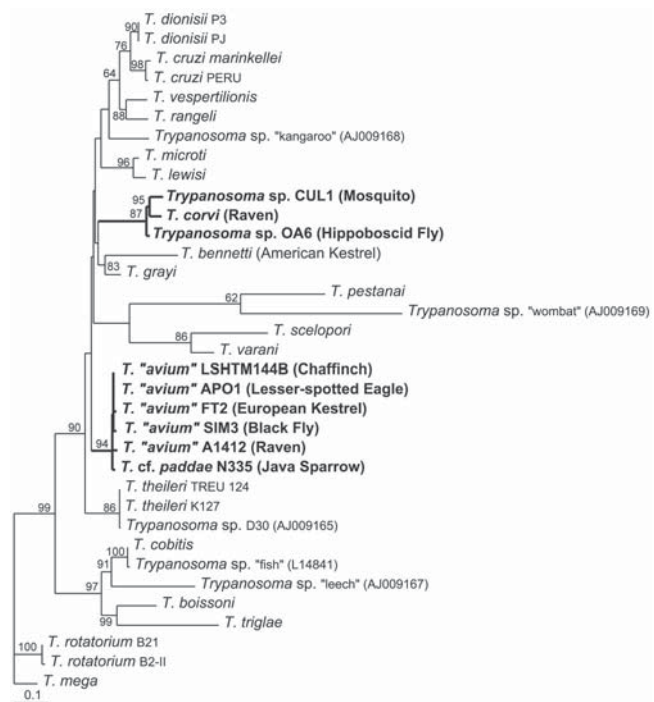 90
T. dionisii P3
T. dionisii PJ
76
98
T. cruzi marinkellei
T. cruzi PERU
64
T. vespertilionis
88
T. rangeli
Trypanosoma sp. "kangaroo" (AJ009168)
T. microti
96
T. lewisi
95
Trypanosoma sp. CUL1 (Mosquito)
87
T. corvi (Raven)
Trypanosoma sp. OA6 (Hippoboscid Fly)
T. bennetti (American Kestrel)
83
T. grayi
62
T. pestanai
Trypanosoma sp. "wombat" (AJ009169)
T. scelopori
86
T. varani
T. "avium" LSHTM144B (Chaffinch)
T. "avium" APO1 (Lesser-spotted Eagle)
T. "avium" FT2 (European Kestrel)
90
T. "avium" SIM3 (Black Fly)
94
T. "avium" A1412 (Raven)
T. cf. paddae N335 (Java Sparrow)
T. theileri TREU 124
99
86
T. theileri K127
Trypanosoma sp. D30 (AJ009165)
T. cobitis
100
Trypanosoma sp. "fish" (L14841)
91
Trypanosoma sp. "leech" (AJ009167)
97
T. boissoni
99
T. triglae
T. rotatorium B21
100
T. rotatorium B2-II
T. mega
0.1